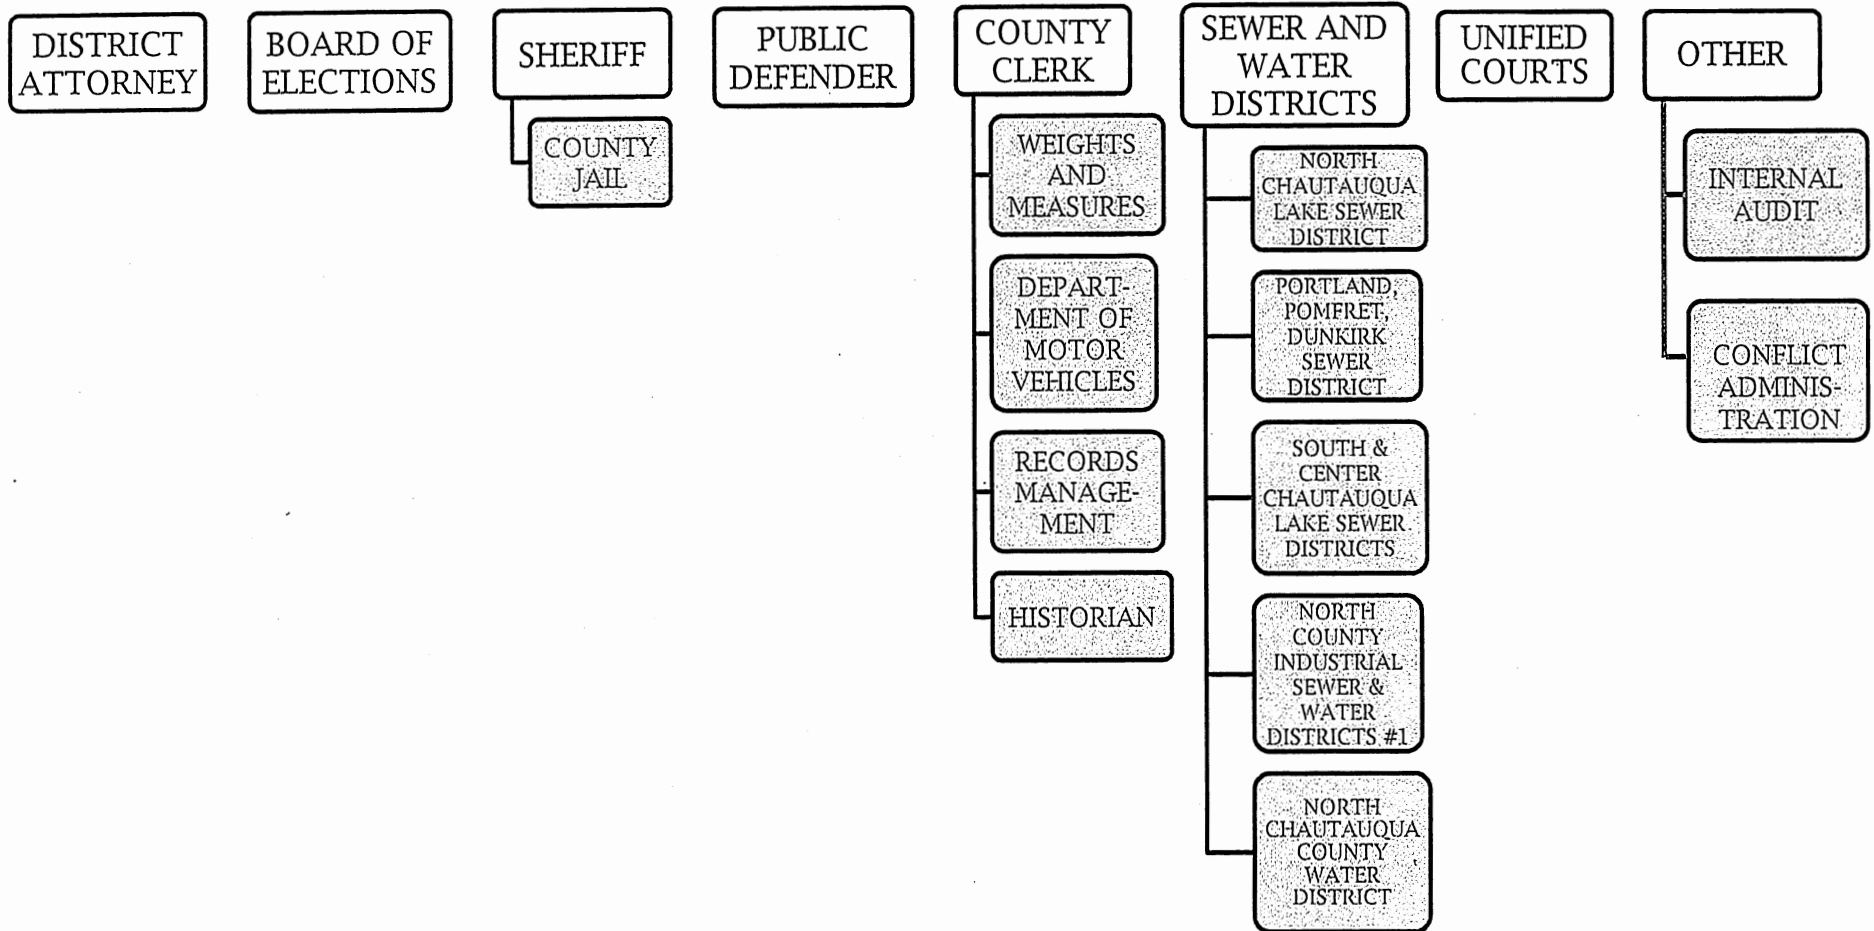 DISTRICT
ATTORNEY
BOARD OF
ELECTIONS
SHERIFF
COUNTY
JAIL
PUBLIC
DEFENDER
COUNTY
CLERK
WEIGHTS
AND
MEASURES
DEPART-
MENT OF
MOTOR
VEHICLES
RECORDS
MANAGE-
MENT
HISTORIAN
SEWER AND
WATER
DISTRICTS
NORTH
CHAUTAUQUA
LAKE SEWER
DISTRICT
PORTLAND,
POMFRET,
DUNKIRK
SEWER
DISTRICT
SOUTH &
CENTER
CHAUTAUQUA
LAKE SEWER
DISTRICTS
NORTH
COUNTY
INDUSTRIAL
SEWER &
WATER
DISTRICTS #1
NORTH
CHAUTAUQUA
COUNTY
WATER
DISTRICT
UNIFIED
COURTS
OTHER
INTERNAL
AUDIT
CONFLICT
ADMINIS-
TRATION